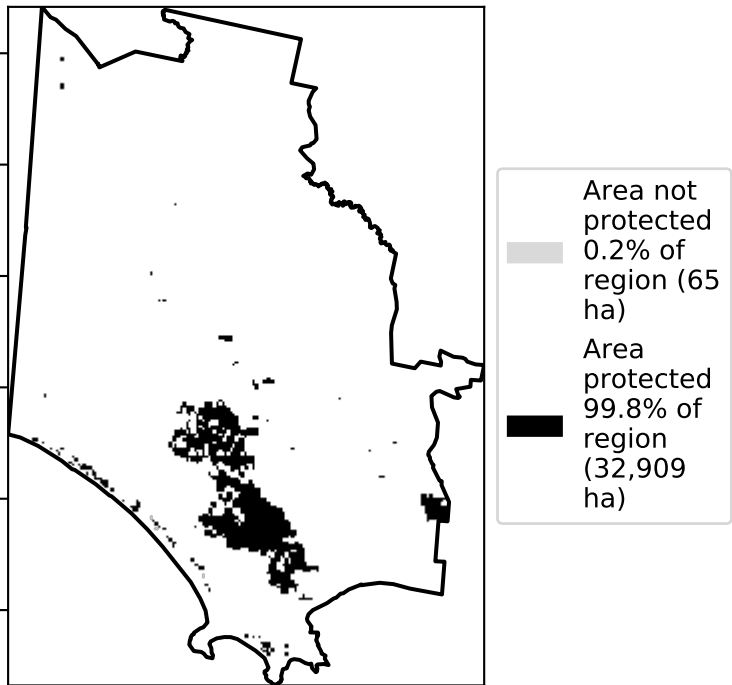 Area not
protected
0.2% of
region (65
ha)
Area
protected
99.8% of
region
(32,909
ha)